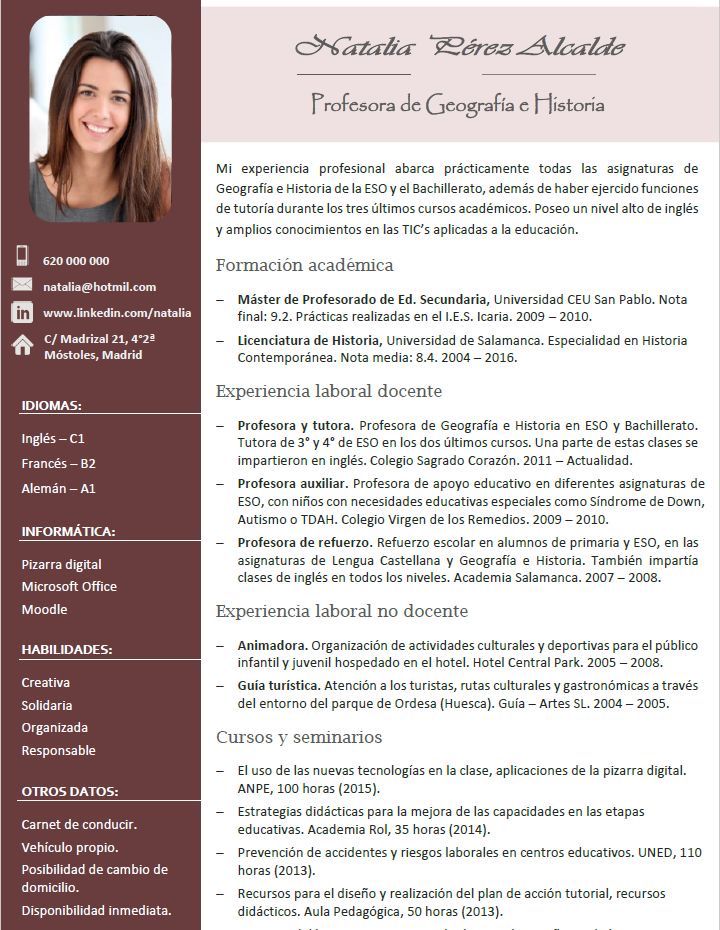 Natalia Pérez Alcalde
Profesora de Geografía e Historia
620 000 000
natalia@hotmil.com
www.linkedin.com/natalia
C/ Madrizal 21, 4°2ª
Móstoles, Madrid
IDIOMAS:
Inglés – C1
Francés – B2
Alemán – A1
INFORMÁTICA:
Pizarra digital
Microsoft Office
Moodle
HABILIDADES:
Creativa
Solidaria
Organizada
Responsable
OTROS DATOS:
Carnet de conducir.
Vehículo propio.
Posibilidad de cambio de
domicilio.
Disponibilidad inmediata.
Mi experiencia profesional abarca prácticamente todas las asignaturas de
Geografía e Historia de la ESO y el Bachillerato, además de haber ejercido funciones
de tutoría durante los tres últimos cursos académicos. Poseo un nivel alto de inglés
y amplios conocimientos en las TIC’s aplicadas a la educación.
Formación académica
– Máster de Profesorado de Ed. Secundaria, Universidad CEU San Pablo. Nota
final: 9.2. Prácticas realizadas en el I.E.S. Icaria. 2009 – 2010.
– Licenciatura de Historia, Universidad de Salamanca. Especialidad en Historia
Contemporánea. Nota media: 8.4. 2004 – 2016.
Experiencia laboral docente
– Profesora y tutora. Profesora de Geografía e Historia en ESO y Bachillerato.
Tutora de 3° y 4° de ESO en los dos últimos cursos. Una parte de estas clases se
impartieron en inglés. Colegio Sagrado Corazón. 2011 – Actualidad.
– Profesora auxiliar. Profesora de apoyo educativo en diferentes asignaturas de
ESO, con niños con necesidades educativas especiales como Síndrome de Down,
Autismo o TDAH. Colegio Virgen de los Remedios. 2009 – 2010.
– Profesora de refuerzo. Refuerzo escolar en alumnos de primaria y ESO, en las
asignaturas de Lengua Castellana y Geografía e Historia. También impartía
clases de inglés en todos los niveles. Academia Salamanca. 2007 – 2008.
Experiencia laboral no docente
– Animadora. Organización de actividades culturales y deportivas para el público
infantil y juvenil hospedado en el hotel. Hotel Central Park. 2005 – 2008.
– Guía turística. Atención a los turistas, rutas culturales y gastronómicas a través
del entorno del parque de Ordesa (Huesca). Guía – Artes SL. 2004 – 2005.
Cursos y seminarios
– El uso de las nuevas tecnologías en la clase, aplicaciones de la pizarra digital.
ANPE, 100 horas (2015).
– Estrategias didácticas para la mejora de las capacidades en las etapas
educativas. Academia Rol, 35 horas (2014).
– Prevención de accidentes y riesgos laborales en centros educativos. UNED, 110
horas (2013).
– Recursos para el diseño y realización del plan de acción tutorial, recursos
didácticos. Aula Pedagógica, 50 horas (2013).